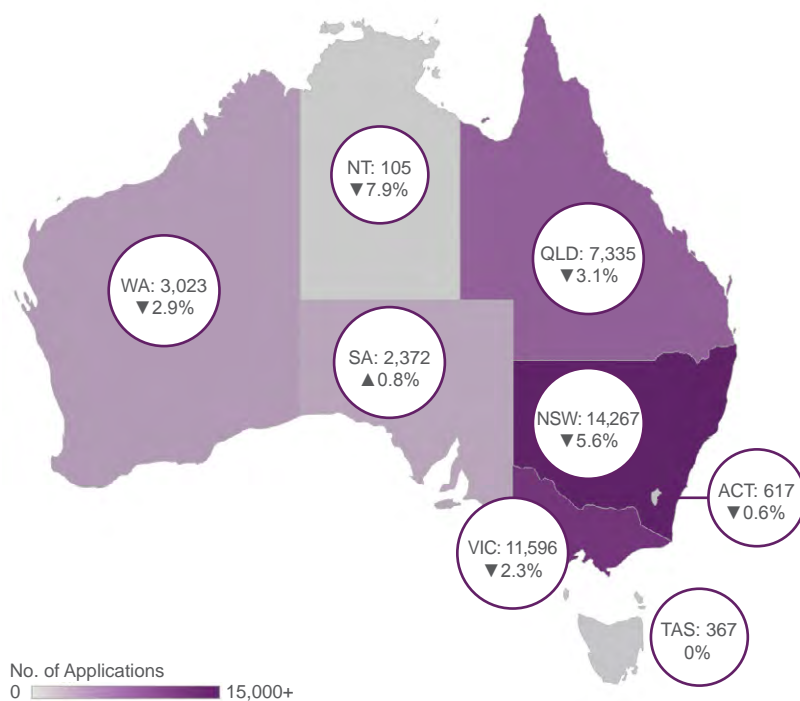 NT: 105
▼7.9%
QLD: 7,335
▼3.1%
WA: 3,023
▼2.9%
SA: 2,372
▲0.8%
NSW: 14,267
▼5.6%
ACT: 617
▼0.6%
VIC: 11,596
▼2.3%
TAS: 367
0%
No. of Applications
0 15,000+